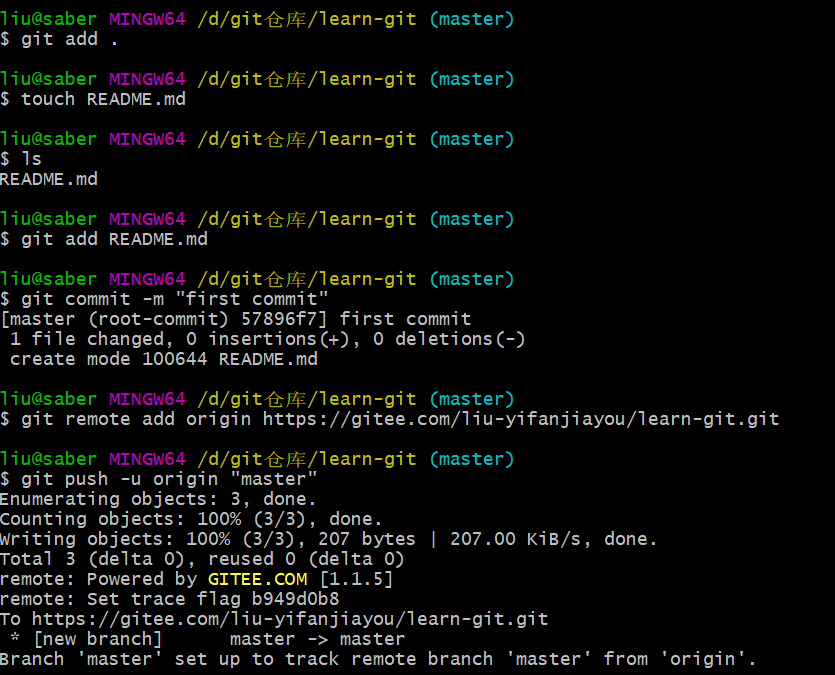 liu@saber MINGW64 /d/git仓库/learn-git (master)
$ git add .
liu@saber MINGW64 /d/git仓库/learn-git (master)
$ touch README.md
liu@saber MINGW64 /d/git仓库/learn-git (master)
$ ls
README.md
liu@saber MINGW64 /d/git仓库/learn-git (master)
$ git add README.md
liu@saber MINGW64 /d/git仓库/learn-git (master)
$ git commit -m "first commit"
[master (root-commit) 57896f7] first commit
 1 file changed, 0 insertions(+), 0 deletions(-)
 create mode 100644 README.md
liu@saber MINGW64 /d/git仓库/learn-git (master)
$ git remote add origin https://gitee.com/liu-yifanjiayou/learn-git.git
liu@saber MINGW64 /d/git仓库/learn-git (master)
$ git push -u origin "master"
Enumerating objects: 3, done.
Counting objects: 100% (3/3), done.
Writing objects: 100% (3/3), 207 bytes | 207.00 KiB/s, done.
Total 3 (delta 0), reused 0 (delta 0)
remote: Powered by GITEE.COM [1.1.5]
remote: Set trace flag b949d0b8
To https://gitee.com/liu-yifanjiayou/learn-git.git
 * [new branch]      master -> master
Branch 'master' set up to track remote branch 'master' from 'origin'.